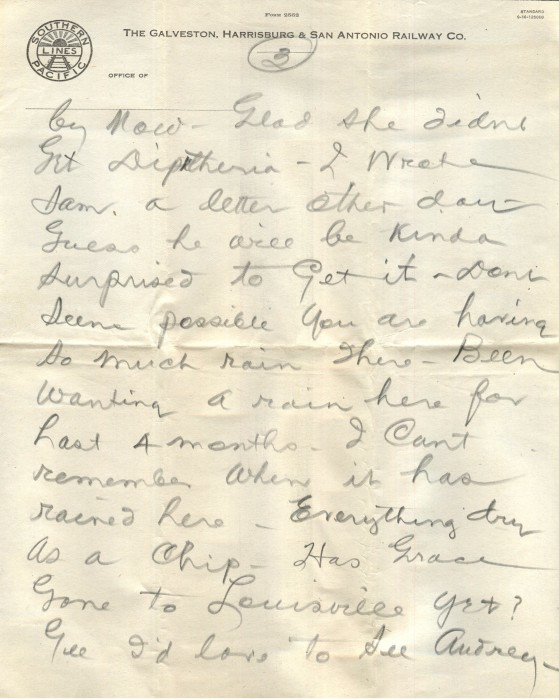 FORM 2552
STANDARD
THE GALVESTON, HARRISBURG & SAN ANTONIO RAILWAY CO.
SOUTHERN PACIFIC
LINES
3
OFFICE OF
by Now - Glad she didnt
Get Diptheria - I Wrote
Sam. a letter other day
Guess he will be Kinda
surprised to Get it - Dont
Seem possible You are having
So much rain There - Been
Wanting a rain here for
last 4 months - I Cant
remember When it has
rained here - Everything dry
As a Chip - Has Grace
Gone to Louisville yet?
Gee I'd love to See Audrey -